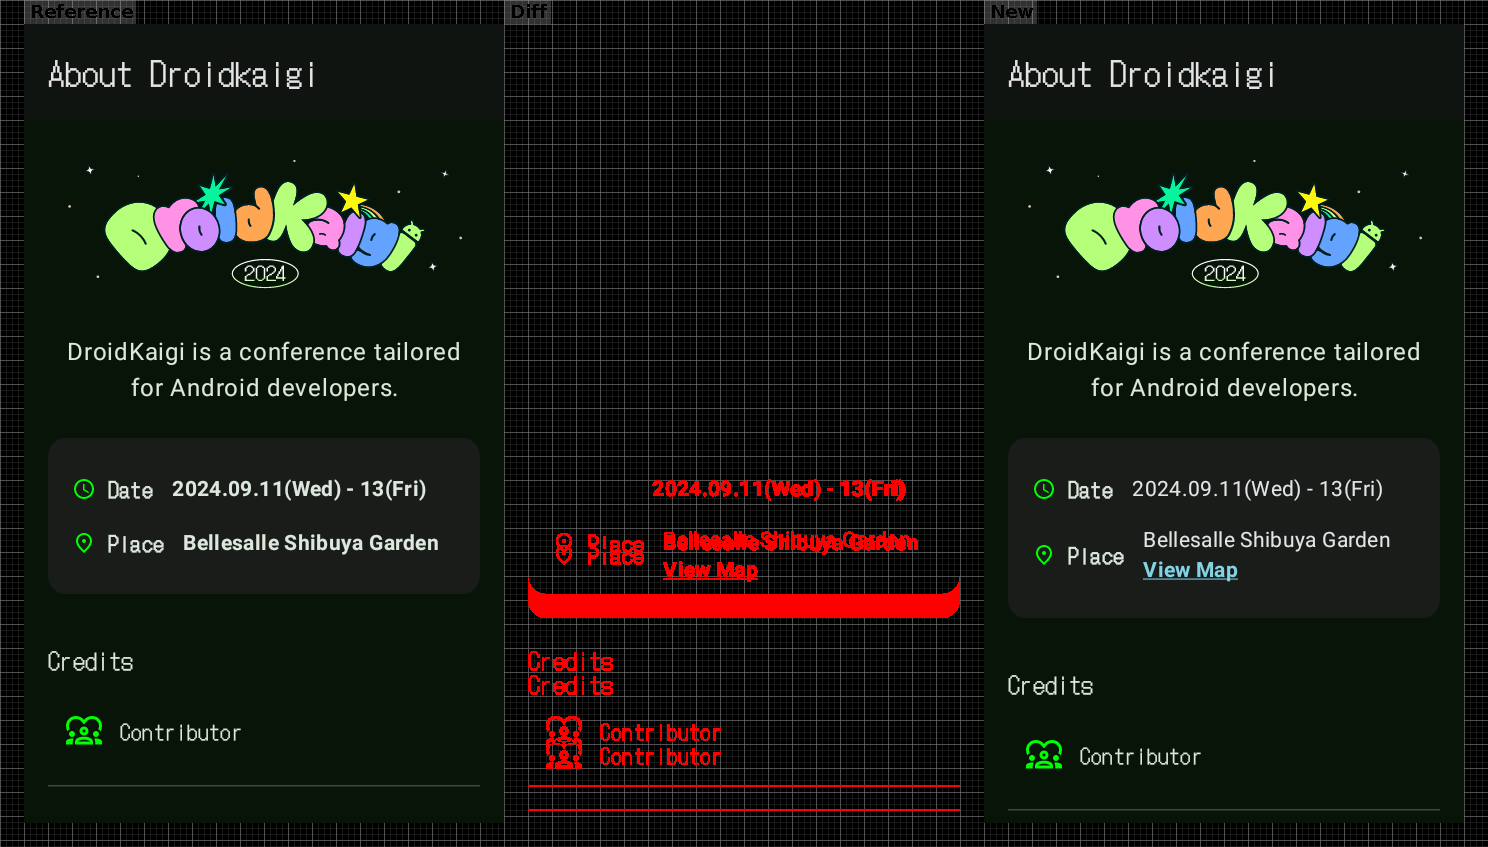 Reference
About Droidkaigi
DroidKaigi
2024
DroidKaigi is a conference tailored
for Android developers.
Date 2024.09.11(Wed) - 13(Fri)
Place Bellesalle Shibuya Garden
Credits
Contributor
Diff
2024.09.11(Wed) - 13(Fri)
Place Bellesalle Shibuya Garden
Place Bellesalle Shibuya Garden
View Map
Credits
Credits
Contributor
Contributor
New
About Droidkaigi
DroidKaigi
2024
DroidKaigi is a conference tailored
for Android developers.
Date 2024.09.11(Wed) - 13(Fri)
Place Bellesalle Shibuya Garden
View Map
Credits
Contributor